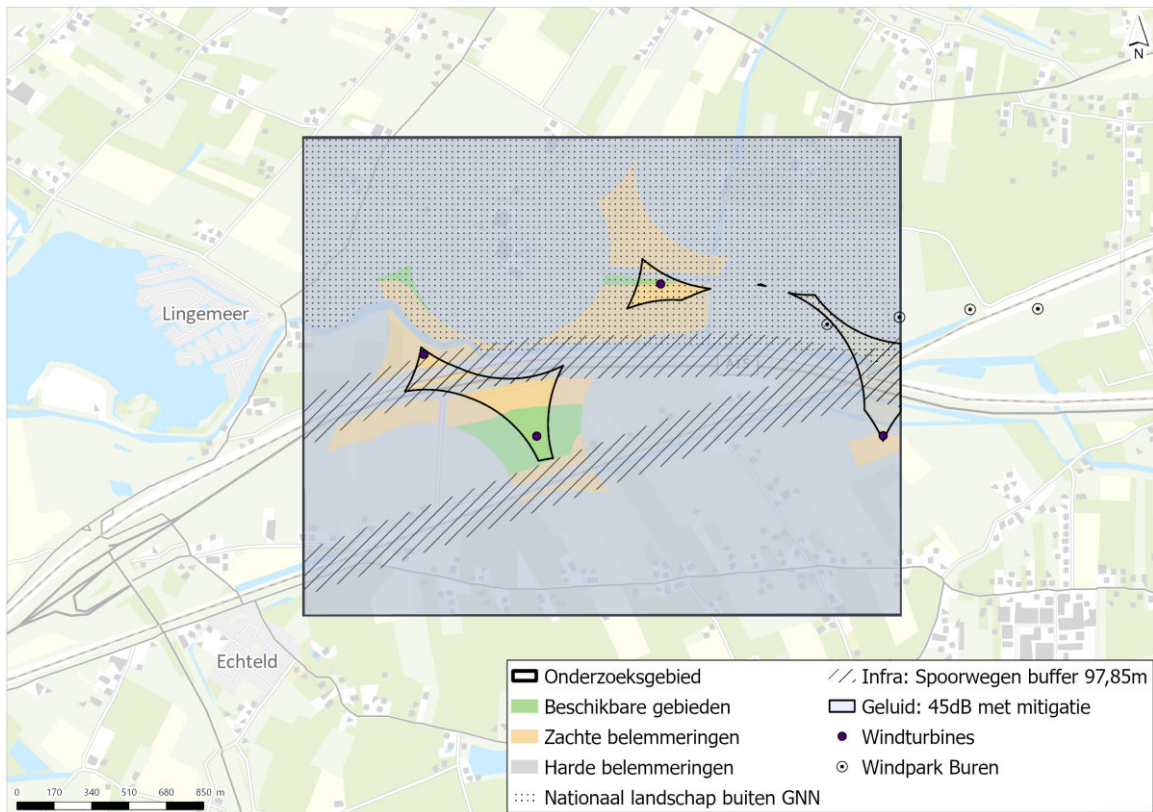 N
Lingemeer
A15
Echteld
Onderzoeksgebied
Beschikbare gebieden
Zachte belemmeringen
Harde belemmeringen
Nationaal landschap buiten GNN
Infra: Spoorwegen buffer 97,85m
Geluid: 45dB met mitigatie
Windturbines
Windpark Buren
0 170 340 510 680 850 m